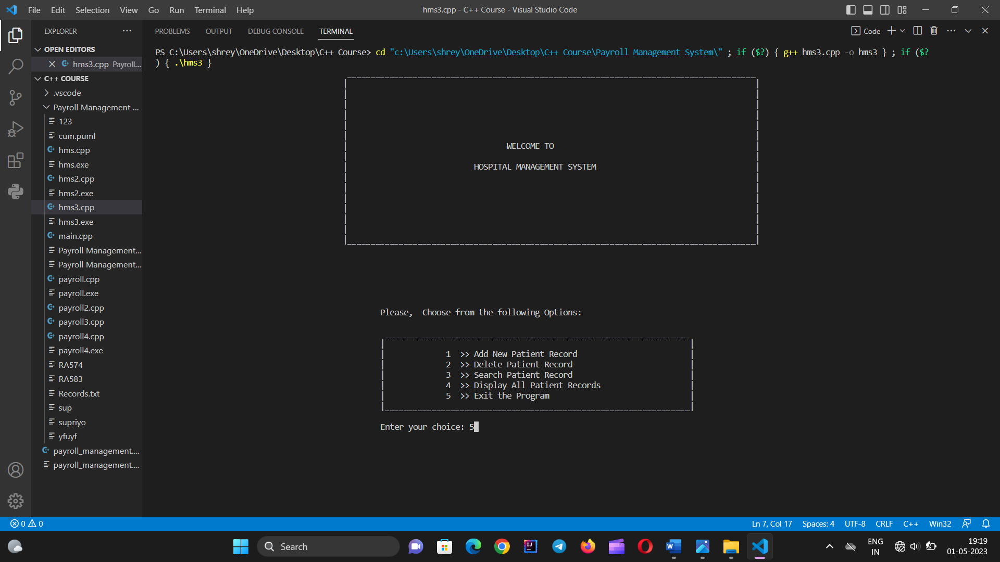 File Edit Selection View Go Run Terminal Help
hms3.cpp - C++ Course - Visual Studio Code
EXPLORER
OPEN EDITORS
hms3.cpp Payroll...
C++ COURSE
.vscode
Payroll Management ...
123
cum.puml
hms.cpp
hms.exe
hms2.cpp
hms2.exe
hms3.cpp
hms3.exe
main.cpp
Payroll Management...
Payroll Management...
payroll.cpp
payroll.exe
payroll2.cpp
payroll3.cpp
payroll4.cpp
payroll4.exe
RA574
RA583
Records.txt
sup
supriyo
yfuyf
payroll_management....
payroll_management....
PROBLEMS OUTPUT DEBUG CONSOLE TERMINAL
Code
PS C:\Users\shrey\OneDrive\Desktop\C++ Course> cd "c:\Users\shrey\OneDrive\Desktop\C++ Course\Payroll Management System\" ; if ($?) { g++ hms3.cpp -o hms3 } ; if ($?
) { .\hms3 }
WELCOME TO
HOSPITAL MANAGEMENT SYSTEM
Please,  Choose from the following Options:
1 >> Add New Patient Record
2 >> Delete Patient Record
3 >> Search Patient Record
4 >> Display All Patient Records
5 >> Exit the Program
Enter your choice: 5
0 0
Ln 7, Col 17 Spaces: 4 UTF-8 CRLF C++ Win32
Search
ENG
IN
19:19
01-05-2023